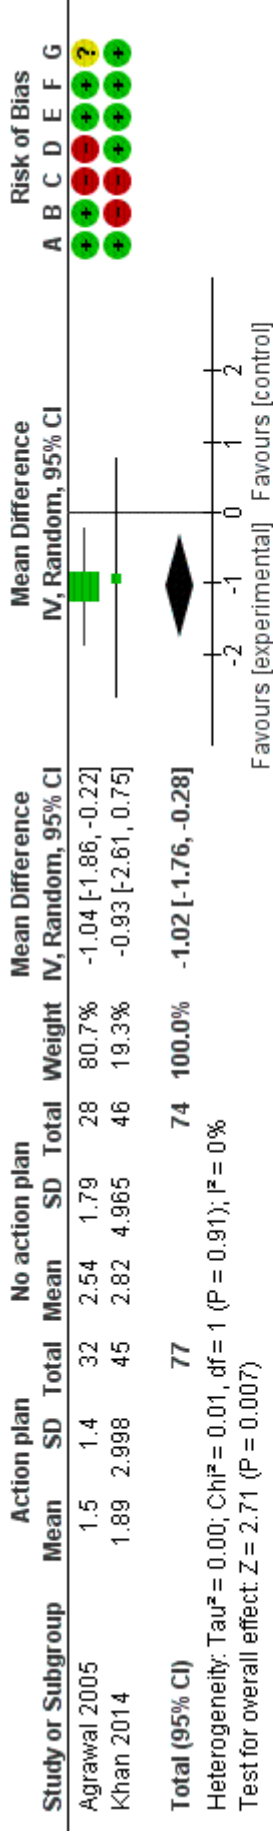 Action plan No action plan Mean Difference Mean Difference Risk of Bias
Study or Subgroup Mean SD Total Mean SD Total Weight IV, Random, 95% CI IV, Random, 95% CI A B C D E F G
Agrawal 2005 1.5 1.4 32 2.54 1.79 28 80.7% -1.04 [-1.86, -0.22] + + - - + + ?
Khan 2014 1.89 2.998 45 2.82 4.965 46 19.3% -0.93 [-2.61, 0.75] + - - + + + +
Total (95% CI) 77 74 100.0% -1.02 [-1.76, -0.28]
Heterogeneity: Tau² = 0.00; Chi² = 0.01, df = 1 (P = 0.91); I² = 0%
Test for overall effect: Z = 2.71 (P = 0.007)
-2 -1 0 1 2
Favours [experimental] Favours [control]